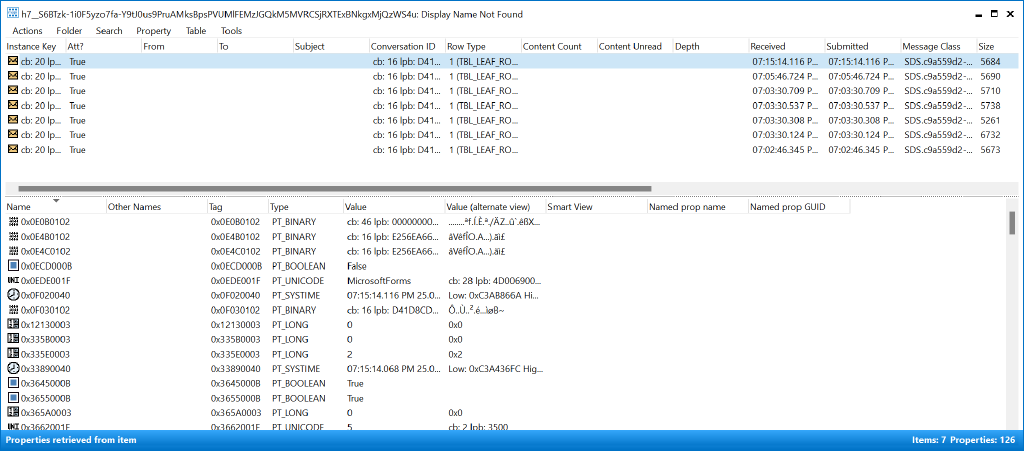 h7__S6BTzk-1i0F5yzo7fa-Y9tJ0us9PruAMksBpsPVUMlFEMzJGQkM5MVRCSjRXTExBNkgxMjQzWS4u: Display Name Not Found
Actions Folder Search Property Table Tools
Instance Key Att? From To Subject Conversation ID Row Type Content Count Content Unread Depth Received Submitted Message Class Size
cb: 20 lp... True cb: 16 lpb: D41... 1 (TBL_LEAF_RO... 07:15:14.116 P... 07:15:14.116 P... SDS.c9a559d2-... 5684
cb: 20 lp... True cb: 16 lpb: D41... 1 (TBL_LEAF_RO... 07:05:46.724 P... 07:05:46.724 P... SDS.c9a559d2-... 5690
cb: 20 lp... True cb: 16 lpb: D41... 1 (TBL_LEAF_RO... 07:03:30.709 P... 07:03:30.709 P... SDS.c9a559d2-... 5710
cb: 20 lp... True cb: 16 lpb: D41... 1 (TBL_LEAF_RO... 07:03:30.537 P... 07:03:30.537 P... SDS.c9a559d2-... 5738
cb: 20 lp... True cb: 16 lpb: D41... 1 (TBL_LEAF_RO... 07:03:30.308 P... 07:03:30.308 P... SDS.c9a559d2-... 5261
cb: 20 lp... True cb: 16 lpb: D41... 1 (TBL_LEAF_RO... 07:03:30.124 P... 07:03:30.124 P... SDS.c9a559d2-... 6732
cb: 20 lp... True cb: 16 lpb: D41... 1 (TBL_LEAF_RO... 07:02:46.345 P... 07:02:46.345 P... SDS.c9a559d2-... 5673
Name Other Names Tag Type Value Value (alternate view) Smart View Named prop name Named prop GUID
0x0E0B0102 0x0E0B0102 PT_BINARY cb: 46 lpb: 00000000...
0x0E4B0102 0x0E4B0102 PT_BINARY cb: 16 lpb: E256EA66... âVêfÎO.A...).äì£
0x0E4C0102 0x0E4C0102 PT_BINARY cb: 16 lpb: E256EA66... âVêfÎO.A...).äì£
0x0ECD000B 0x0ECD000B PT_BOOLEAN False
0x0EDE001F 0x0EDE001F PT_UNICODE MicrosoftForms cb: 28 lpb: 4D006900...
0x0F020040 0x0F020040 PT_SYSTIME 07:15:14.116 PM 25.0... Low: 0xC3AB866A Hi...
0x0F030102 0x0F030102 PT_BINARY cb: 16 lpb: D41D8CD...
0x12130003 0x12130003 PT_LONG 0 0x0
0x335B0003 0x335B0003 PT_LONG 0 0x0
0x335E0003 0x335E0003 PT_LONG 2 0x2
0x33890040 0x33890040 PT_SYSTIME 07:15:14.068 PM 25.0... Low: 0xC3A436FC Hig...
0x3645000B 0x3645000B PT_BOOLEAN True
0x3655000B 0x3655000B PT_BOOLEAN True
0x365A0003 0x365A0003 PT_LONG 0 0x0
0x3662001F 0x3662001F PT_UNICODE 5 cb: 2 lpb: 3500
Properties retrieved from item Items: 7 Properties: 126